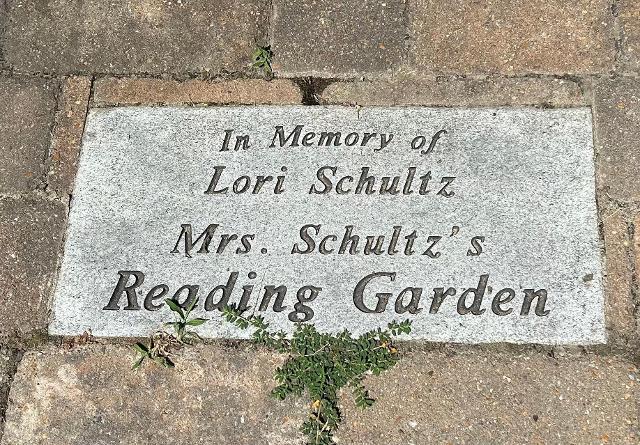 In Memory of
Lori Schultz
Mrs. Schultz's
Reading Garden